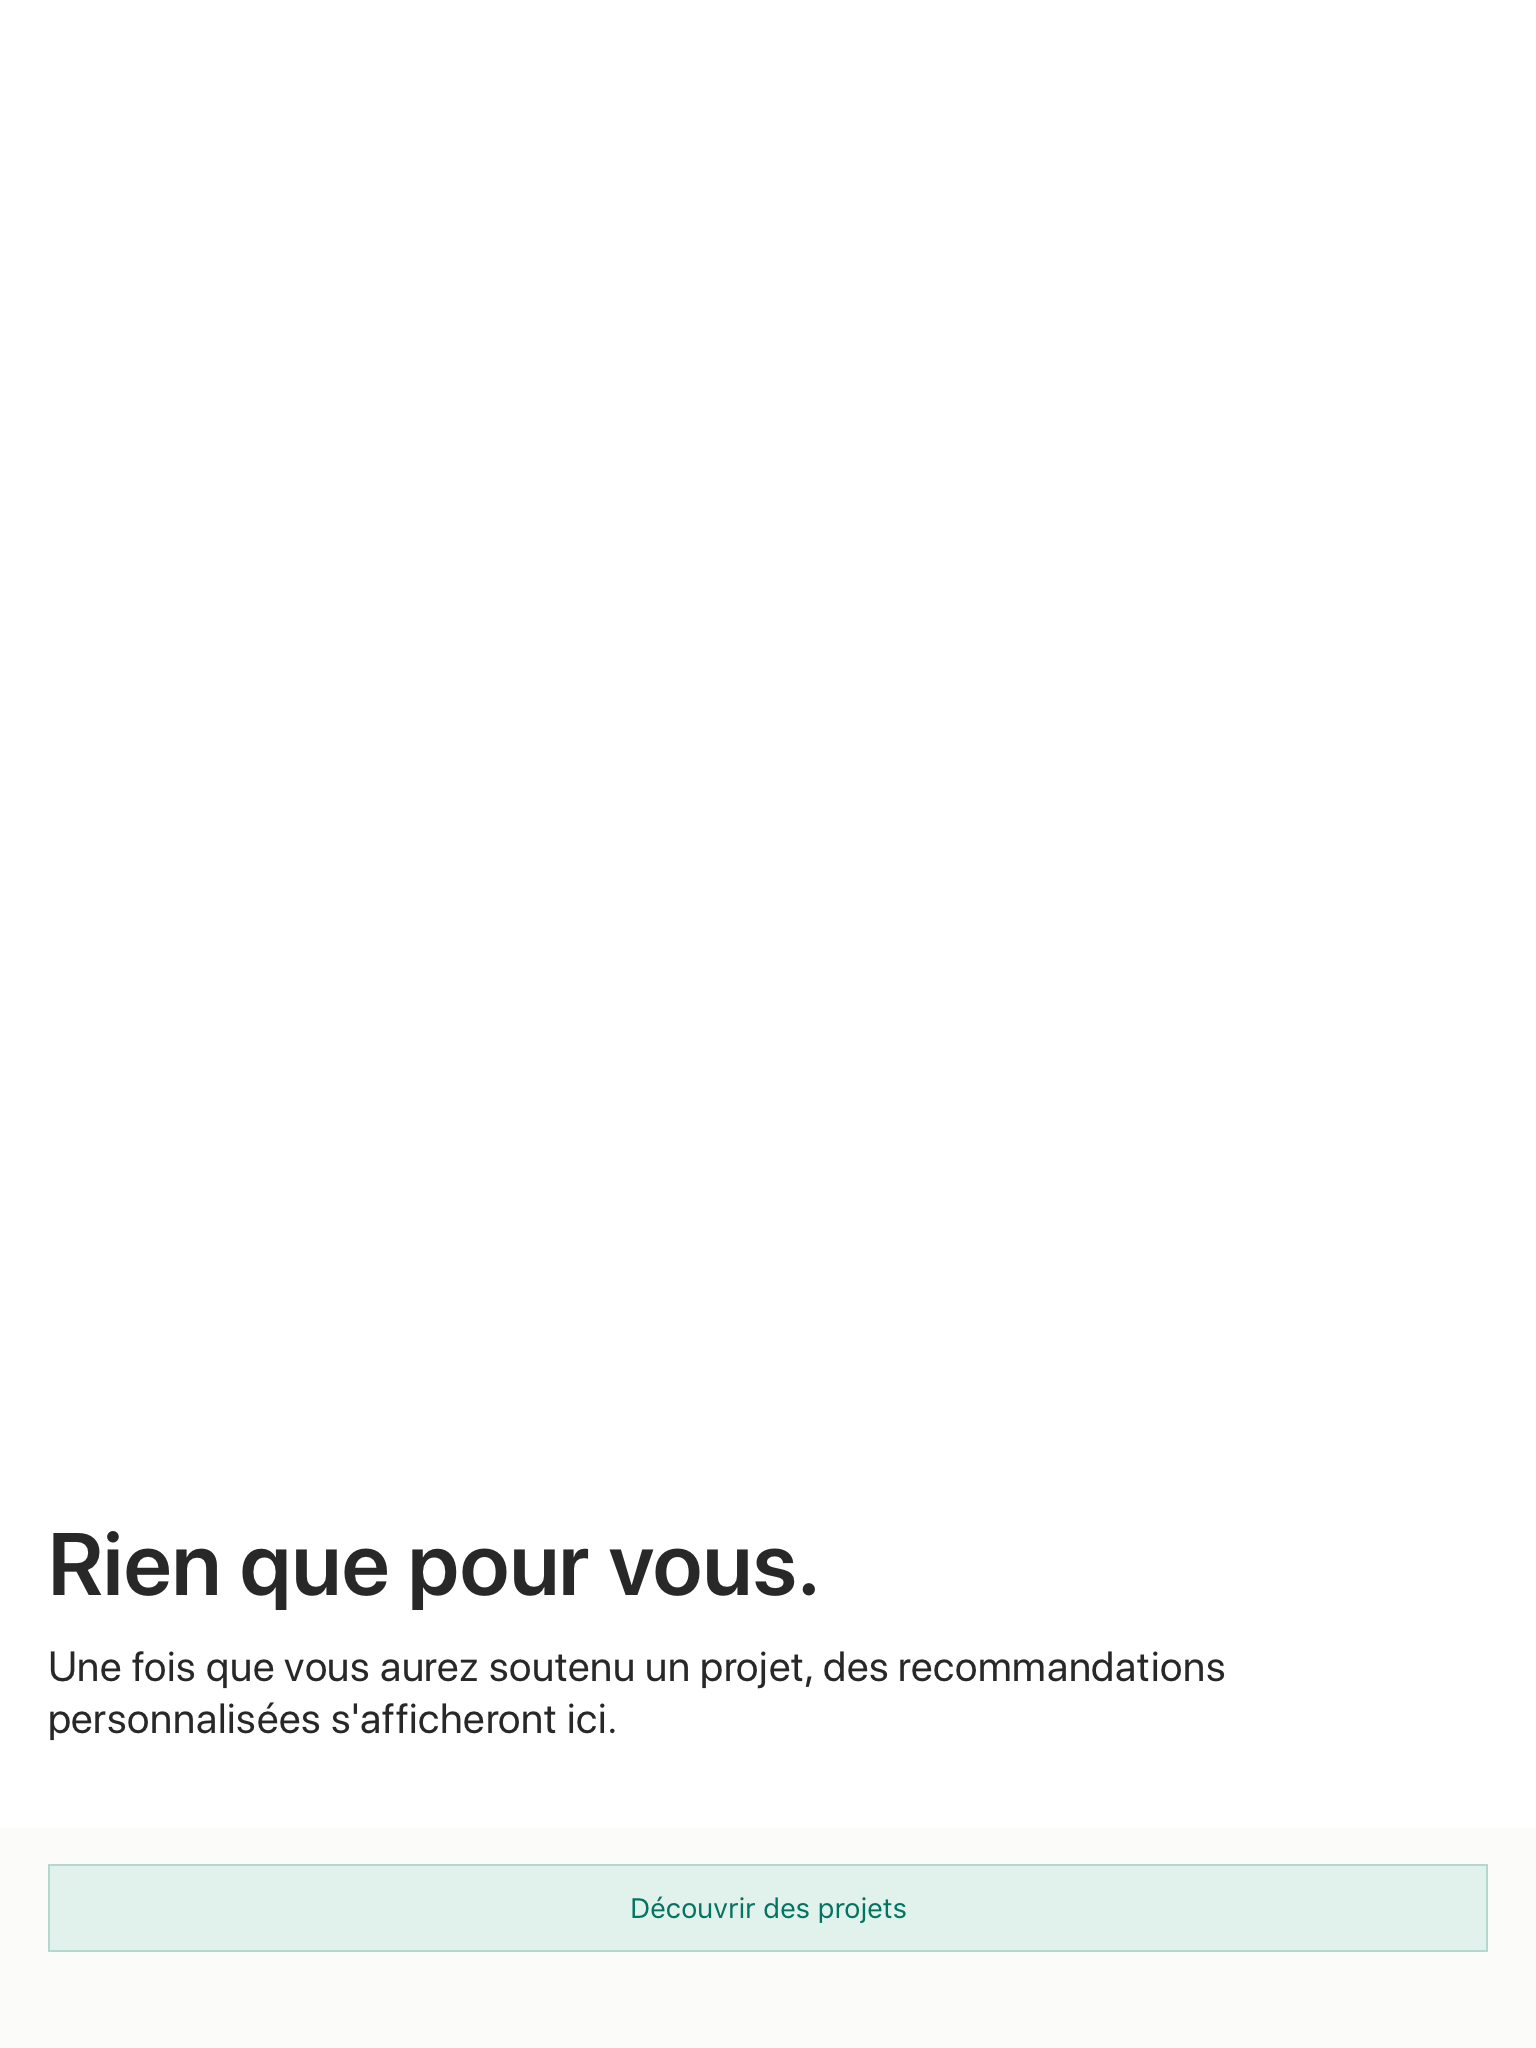 Rien que pour vous.
Une fois que vous aurez soutenu un projet, des recommandations
personnalisées s'afficheront ici.
Découvrir des projets